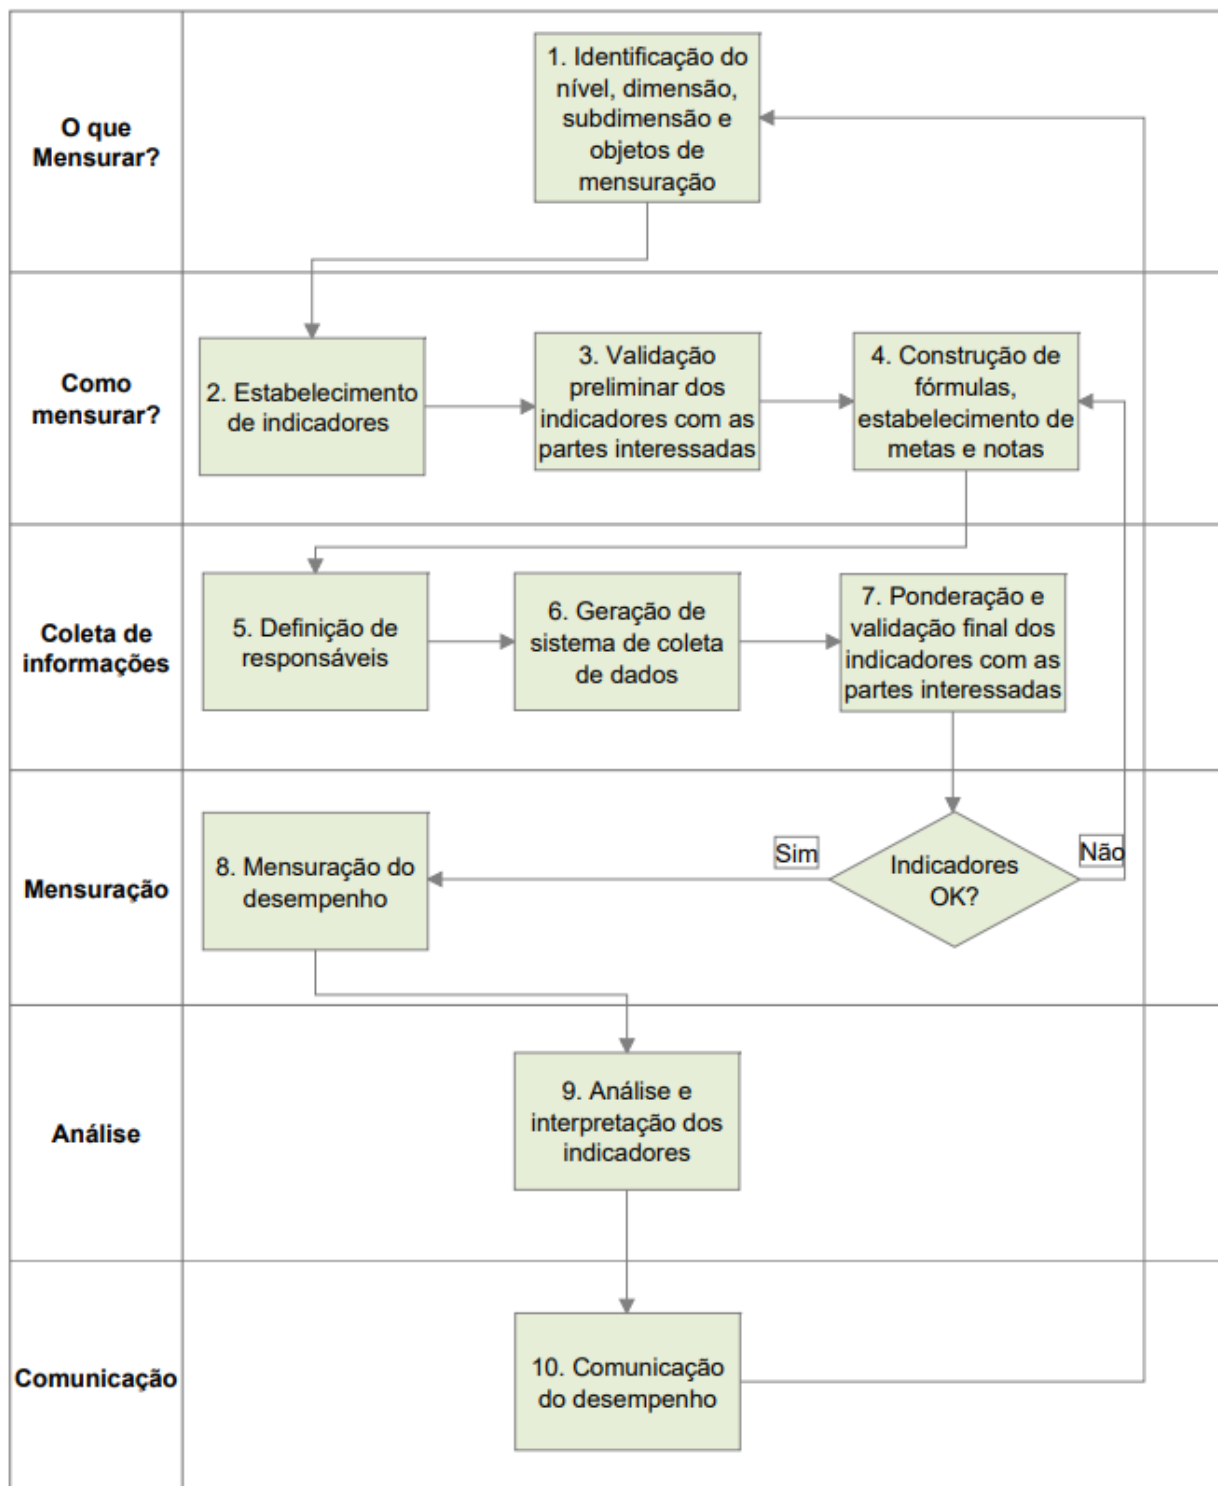 O que
Mensurar?
1. Identificação do
nível, dimensão,
subdimensão e
objetos de
mensuração
Como
mensurar?
2. Estabelecimento
de indicadores
3. Validação
preliminar dos
indicadores com as
partes interessadas
4. Construção de
fórmulas,
estabelecimento de
metas e notas
Coleta de
informações
5. Definição de
responsáveis
6. Geração de
sistema de coleta
de dados
7. Ponderação e
validação final dos
indicadores com as
partes interessadas
Mensuração
8. Mensuração do
desempenho
Sim
Indicadores
OK?
Não
Análise
9. Análise e
interpretação dos
indicadores
Comunicação
10. Comunicação
do desempenho